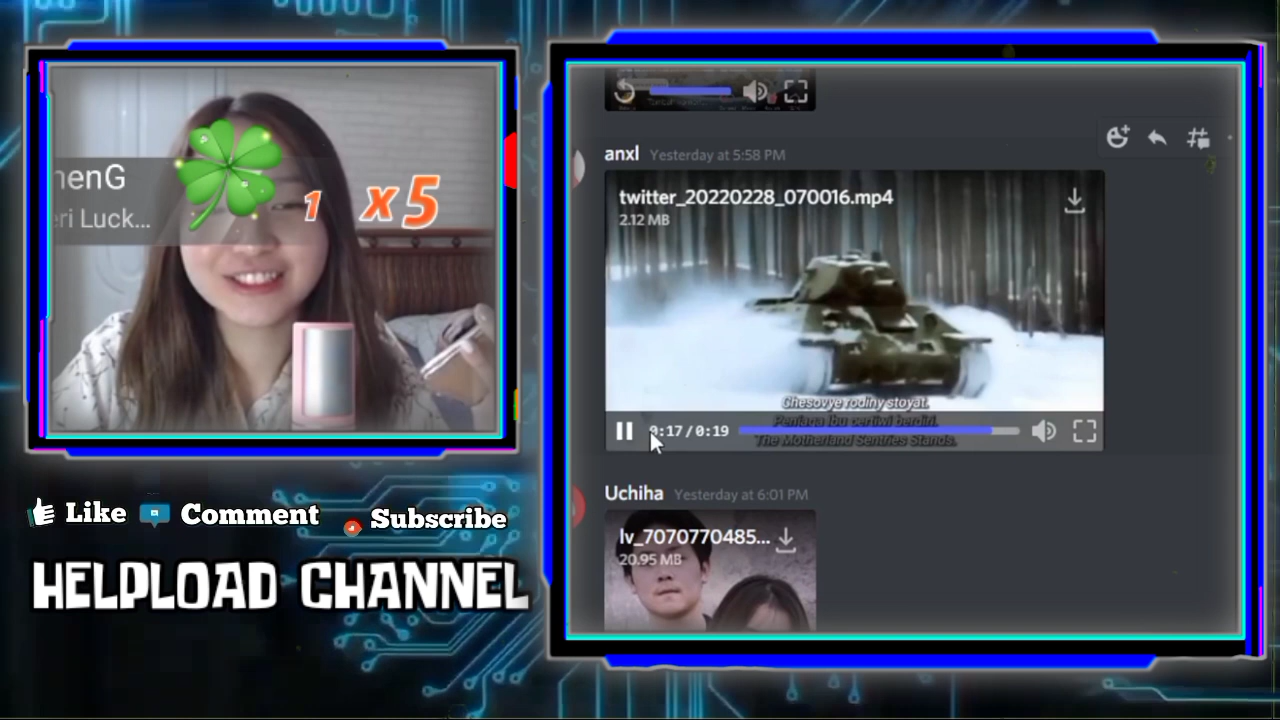 henG
eri Luck...
1 x5
Like
Comment
Subscribe
HELPLOAD CHANNEL
anxl Yesterday at 5:58 PM
twitter_20220228_070016.mp4
2.12 MB
Chesovye rodiny stoyat.
Penjaga ibu pertiwi berdiri.
The Motherland Sentries Stands.
0:17/0:19
Uchiha Yesterday at 6:01 PM
lv_7070770485...
20.95 MB